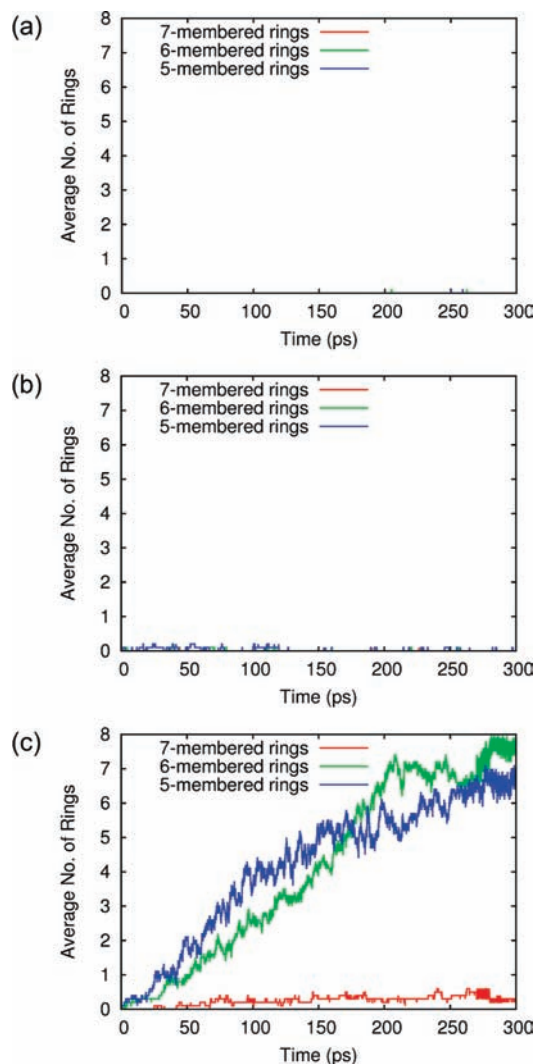 (a)
Average No. of Rings
8
7
6
5
4
3
2
1
0
7-membered rings
6-membered rings
5-membered rings
0 50 100 150 200 250 300
Time (ps)
(b)
Average No. of Rings
8
7
6
5
4
3
2
1
0
7-membered rings
6-membered rings
5-membered rings
0 50 100 150 200 250 300
Time (ps)
(c)
Average No. of Rings
8
7
6
5
4
3
2
1
0
7-membered rings
6-membered rings
5-membered rings
0 50 100 150 200 250 300
Time (ps)